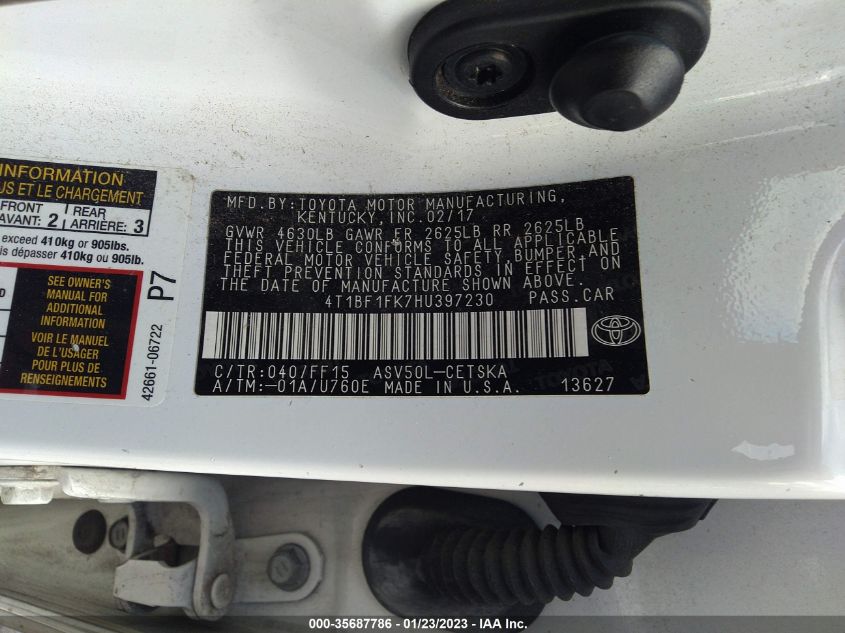 INFORMATION
US ET LE CHARGEMENT
FRONT
AVANT: 2
REAR
ARRIÈRE: 3
exceed 410kg or 905lbs.
is dépasser 410kg ou 905lb.
SEE OWNER'S
MANUAL FOR
ADDITIONAL
INFORMATION
VOIR LE MANUEL
DE L'USAGER
POUR PLUS DE
RENSEIGNEMENTS
P7
42661-06722
MFD.BY:TOYOTA MOTOR MANUFACTURING,
KENTUCKY, INC. 02/17
GVWR 4630LB GAWR FR 2625LB RR 2625LB
THIS VEHICLE CONFORMS TO ALL APPLICABLE
FEDERAL MOTOR VEHICLE SAFETY, BUMPER, AND
THEFT PREVENTION STANDARDS IN EFFECT ON
THE DATE OF MANUFACTURE SHOWN ABOVE.
4T1BF1FK7HU397230 PASS.CAR
C/TR:040/FF15 ASV50L-CETSKA
A/TM:-01A/U760E MADE IN U.S.A. 13627
000-35687786 - 01/23/2023 - IAA Inc.